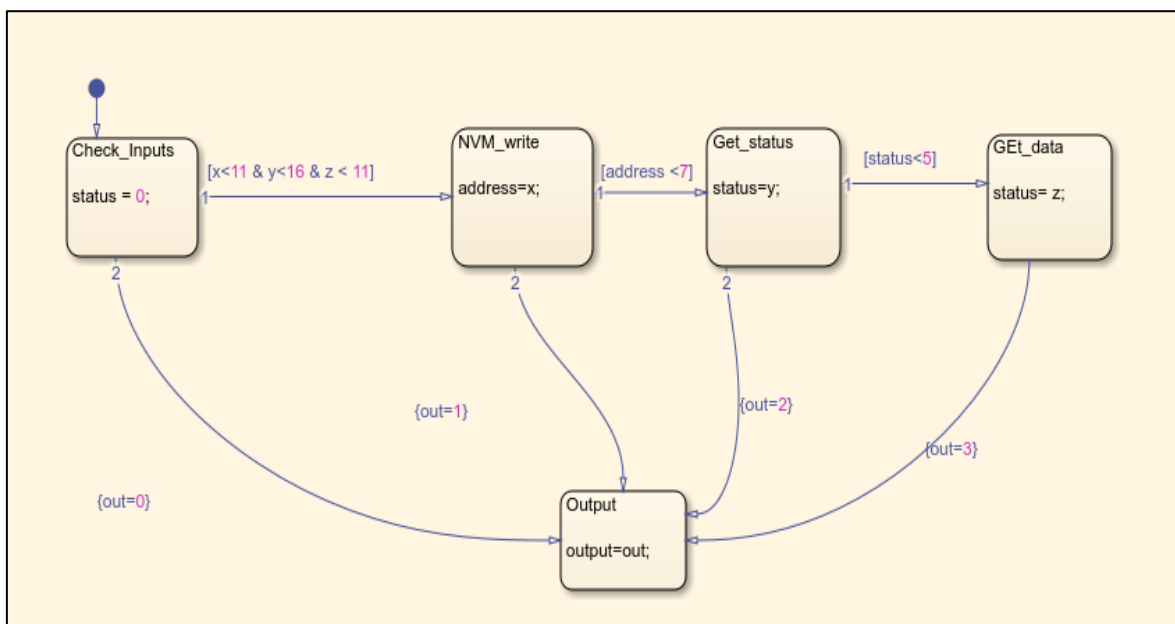 Check_Inputs
status = 0;
[x<11 & y<16 & z < 11]
1
2
NVM_write
address=x;
[address <7]
1
2
Get_status
status=y;
[status<5]
1
2
GEt_data
status= z;
{out=0}
{out=1}
{out=2}
{out=3}
Output
output=out;